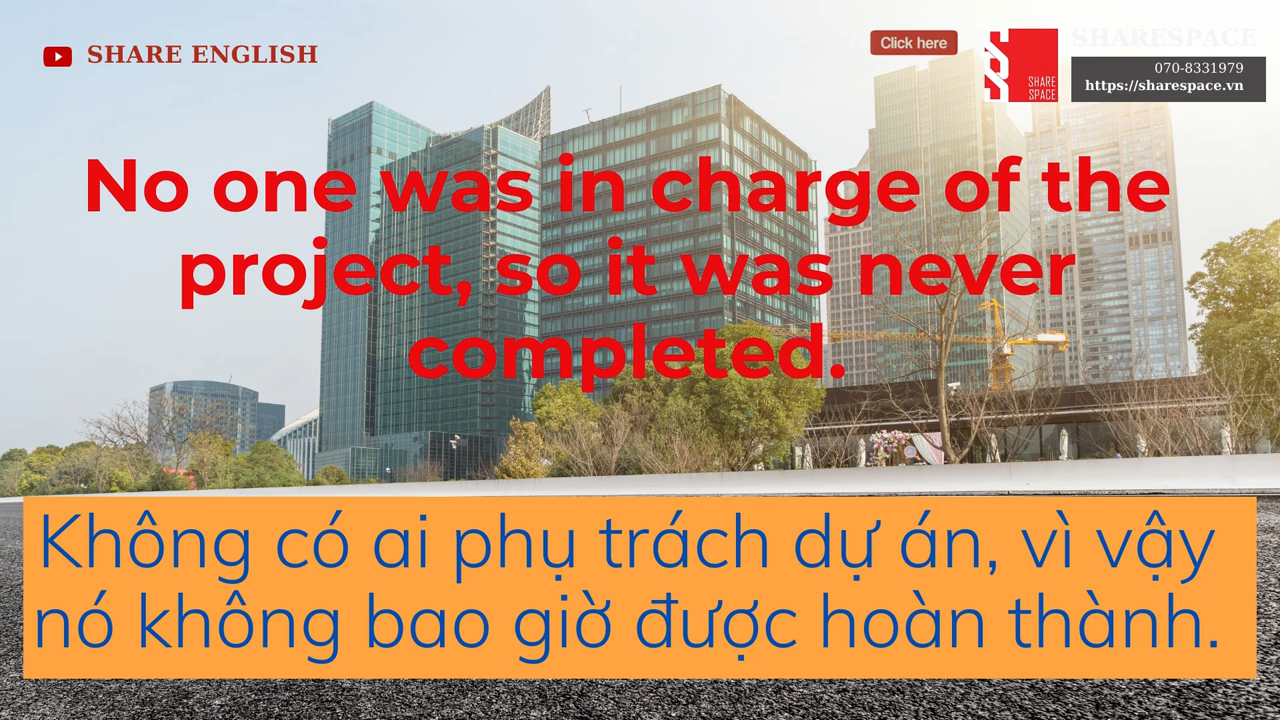 SHARE ENGLISH
Click here
SHARE
SPACE
SHARESPACE
070-8331979
https://sharespace.vn
No one was in charge of the
project, so it was never
completed.
Không có ai phụ trách dự án, vì vậy
nó không bao giờ được hoàn thành.